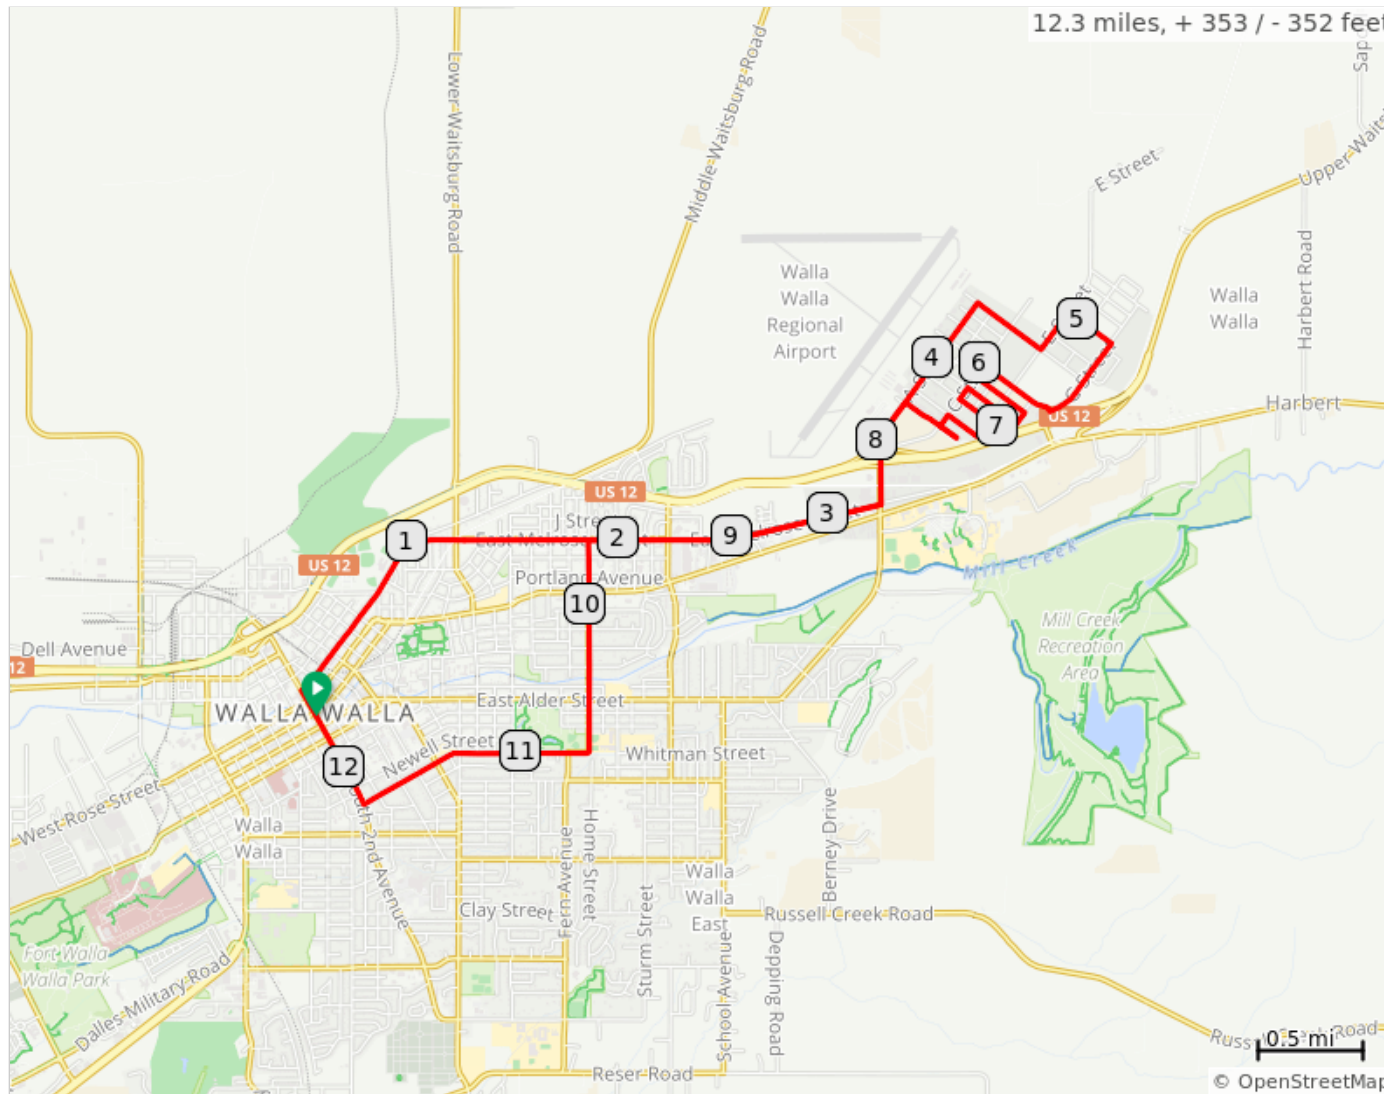 12.3 miles, + 353 / - 352 feet
Lower Waitsburg Road
Middle Waitsburg Road
E Street
Upper Waits
Harbert Road
Walla
Walla
Regional
Airport
Walla
Walla
5
4
6
7
8
US 12
Harbert
US 12
3
9
2
1
US 12
Portland Avenue
10
Mill Creek
Mill Creek
Recreation
Area
Dell Avenue
12
WALLA WALLA
East Alder Street
Newell Street
11
Whitman Street
12
West Rose Street
Walla
Walla
Home Street
Fern Avenue
Berney Drive
Walla
Walla
East
Clay Street
Sturm Street
Russell Creek Road
School Avenue
Depping Road
Fort Walla
Walla Park
Dalles Military Road
Reser Road
0.5 mi
© OpenStreetMap